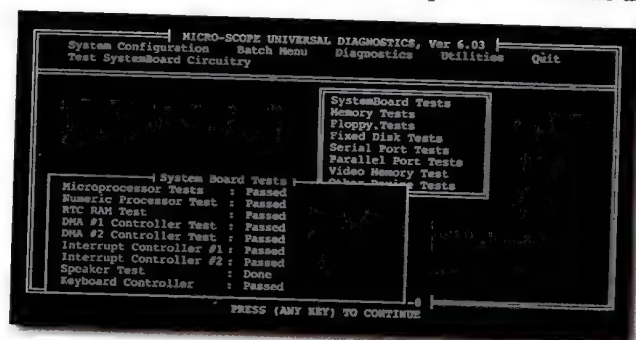 MICRO-SCOPE UNIVERSAL DIAGNOSTICS, Ver 6.03
System Configuration Batch Menu Diagnostics Utilities Quit
Test SystemBoard Circuitry
SystemBoard Tests
Memory Tests
Floppy Tests
Fixed Disk Tests
Serial Port Tests
Parallel Port Tests
Video Memory Test
Other Device Tests
System Board Tests
Microprocessor Tests : Passed
Numeric Processor Test : Passed
RTC RAM Test : Passed
DMA #1 Controller Test : Passed
DMA #2 Controller Test : Passed
Interrupt Controller #1 : Passed
Interrupt Controller #2 : Passed
Speaker Test : Done
Keyboard Controller : Passed
PRESS (ANY KEY) TO CONTINUE